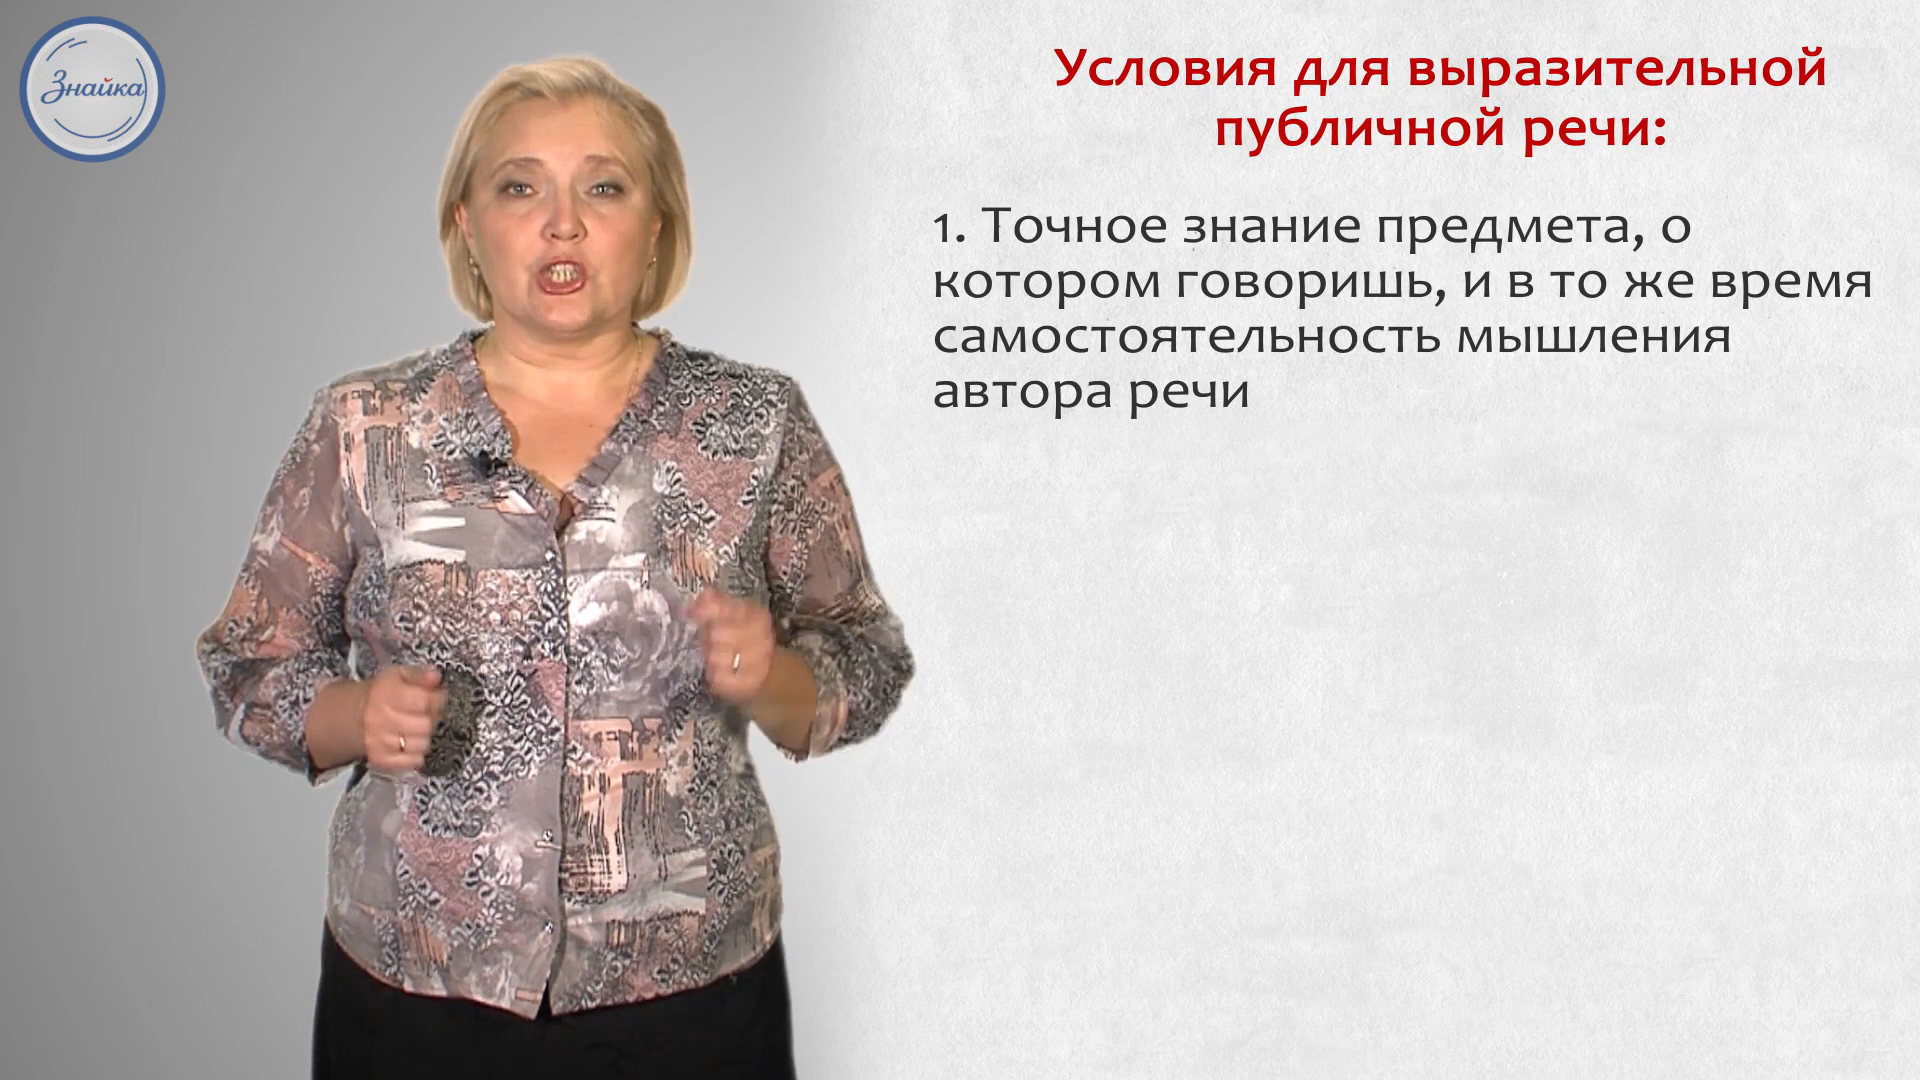 Знайка
Условия для выразительной
публичной речи:
1. Точное знание предмета, о
котором говоришь, и в то же время
самостоятельность мышления
автора речи